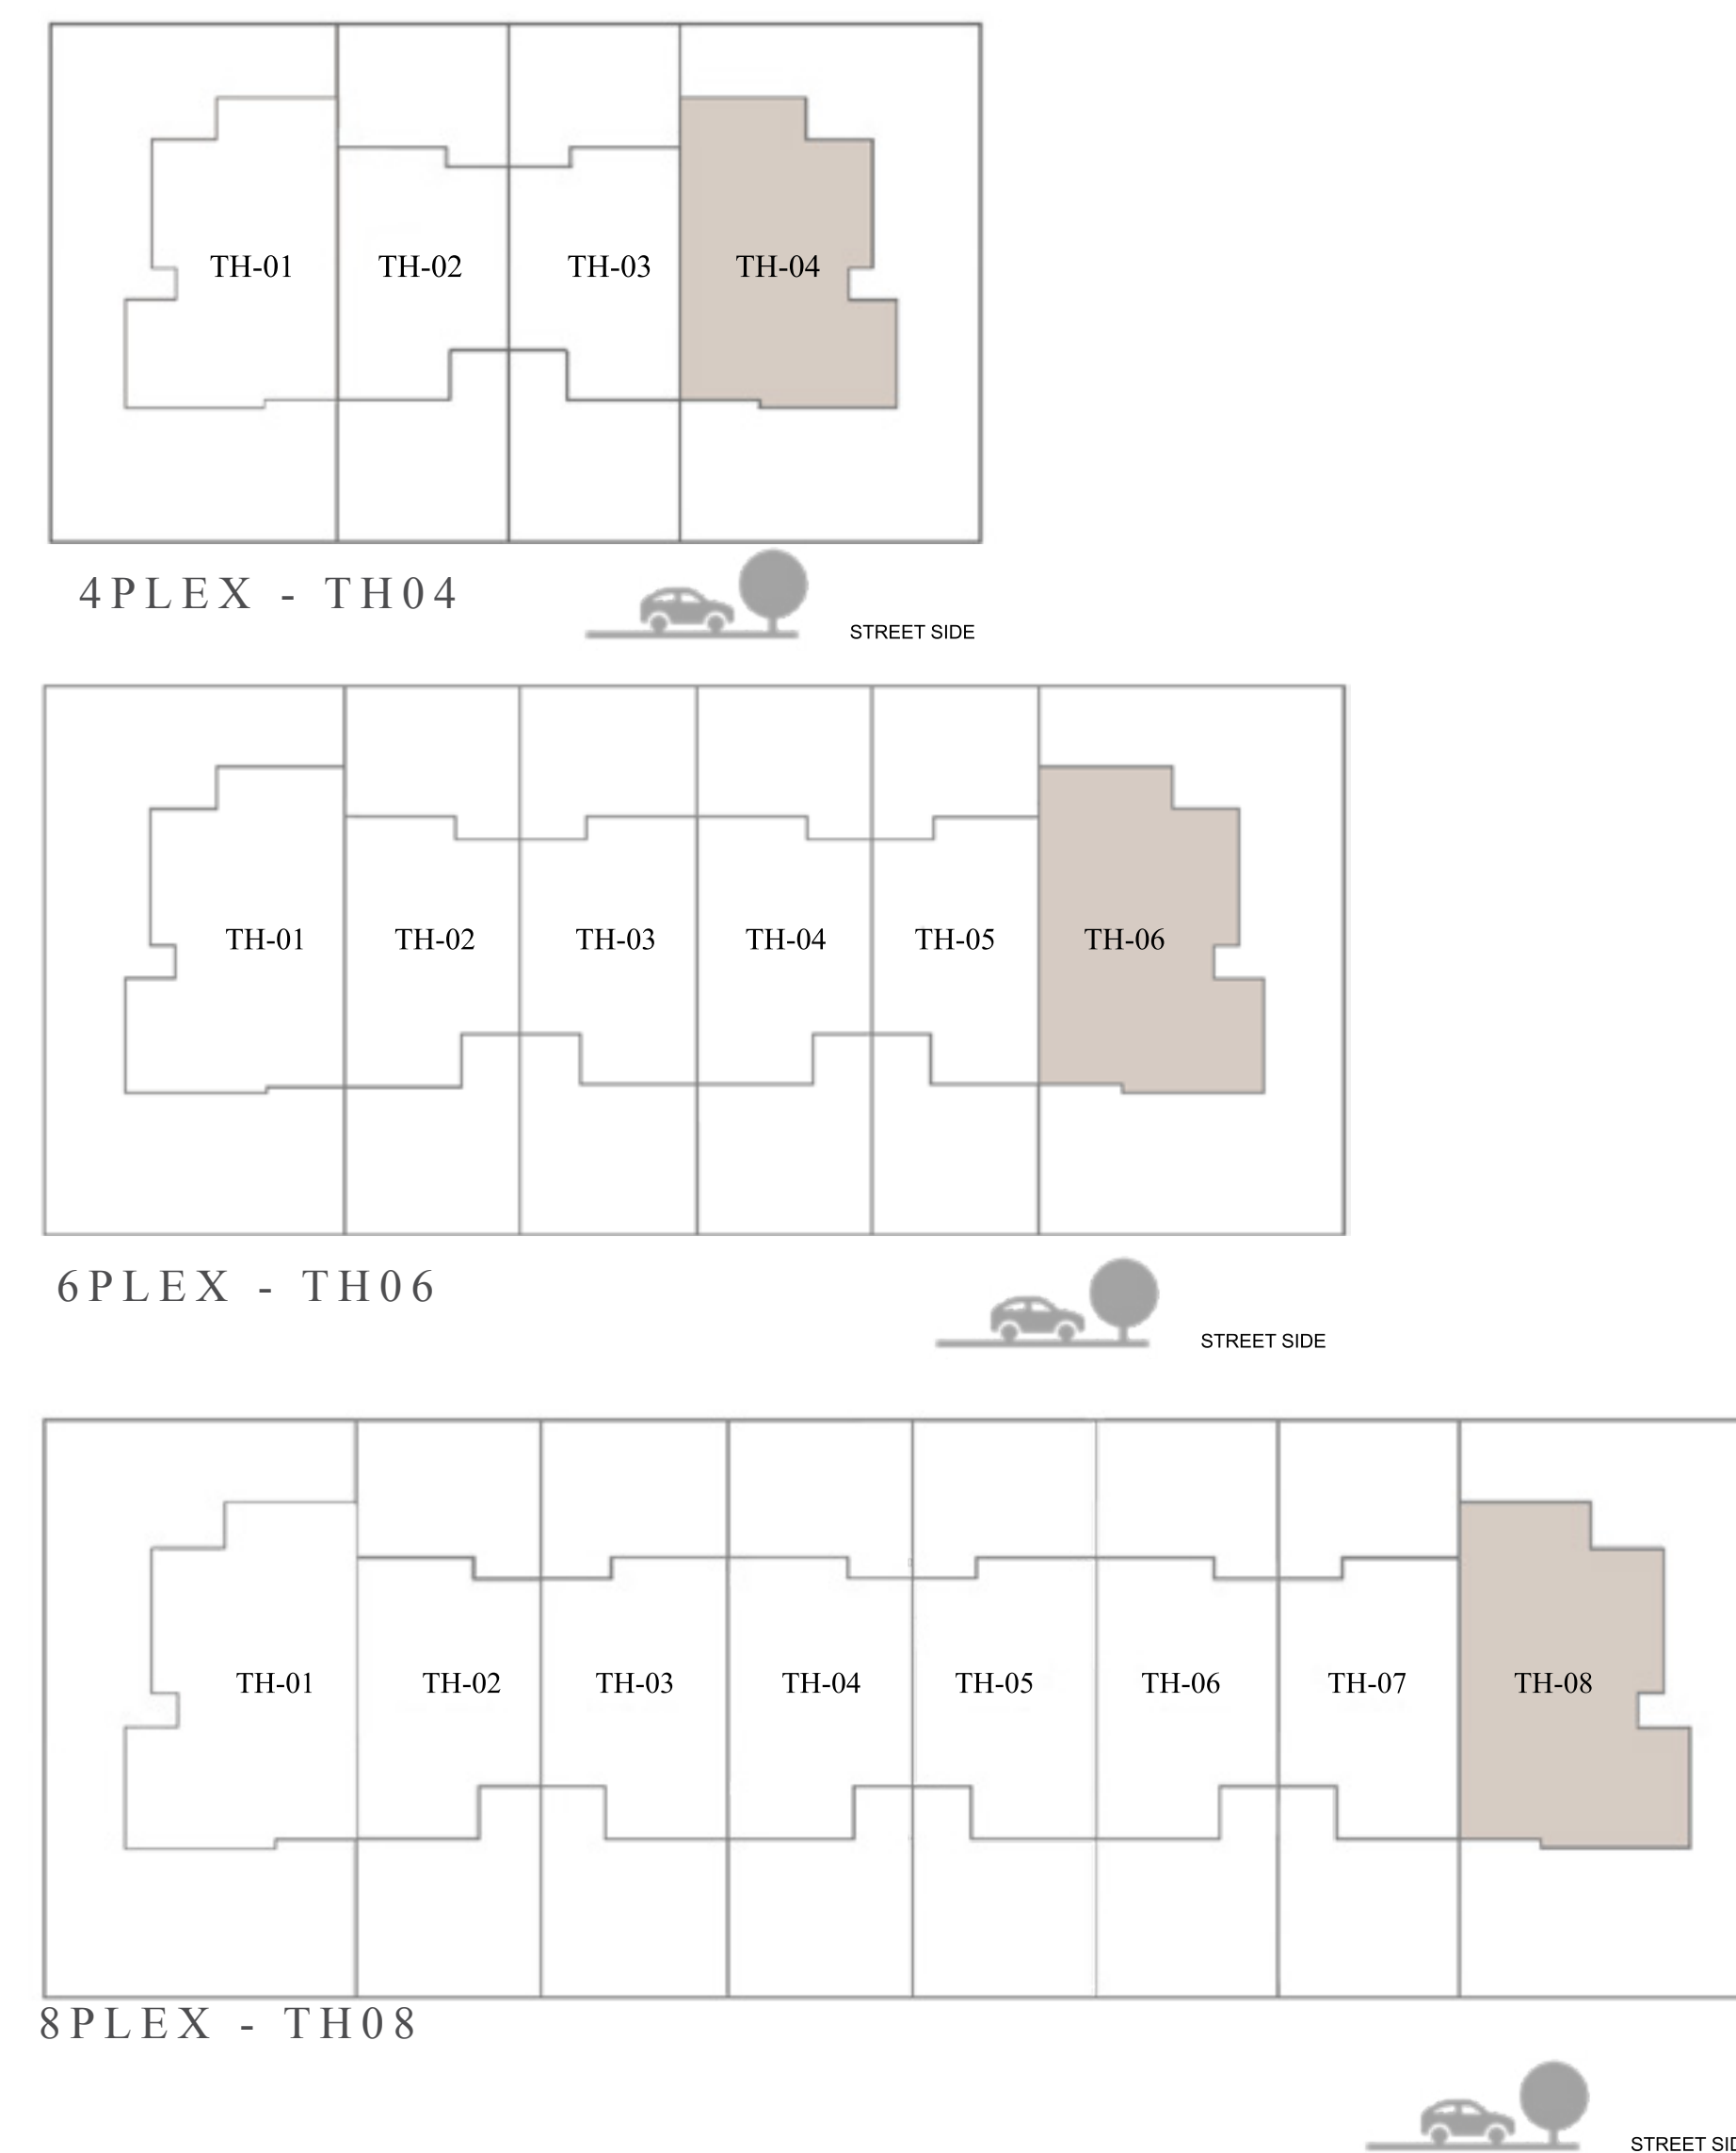 TH-01 TH-02 TH-03 TH-04
4PLEX - TH04
STREET SIDE
TH-01 TH-02 TH-03 TH-04 TH-05 TH-06
6PLEX - TH06
STREET SIDE
TH-01 TH-02 TH-03 TH-04 TH-05 TH-06 TH-07 TH-08
8PLEX - TH08
STREET